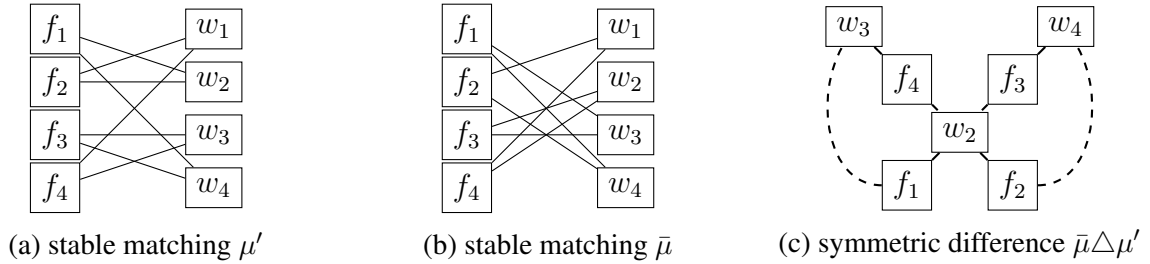 f₁ w₁
f₂ w₂
f₃ w₃
f₄ w₄
(a) stable matching μ′
f₁ w₁
f₂ w₂
f₃ w₃
f₄ w₄
(b) stable matching μ̄
w₃ w₄
f₄ f₃
w₂
f₁ f₂
(c) symmetric difference μ̄△μ′